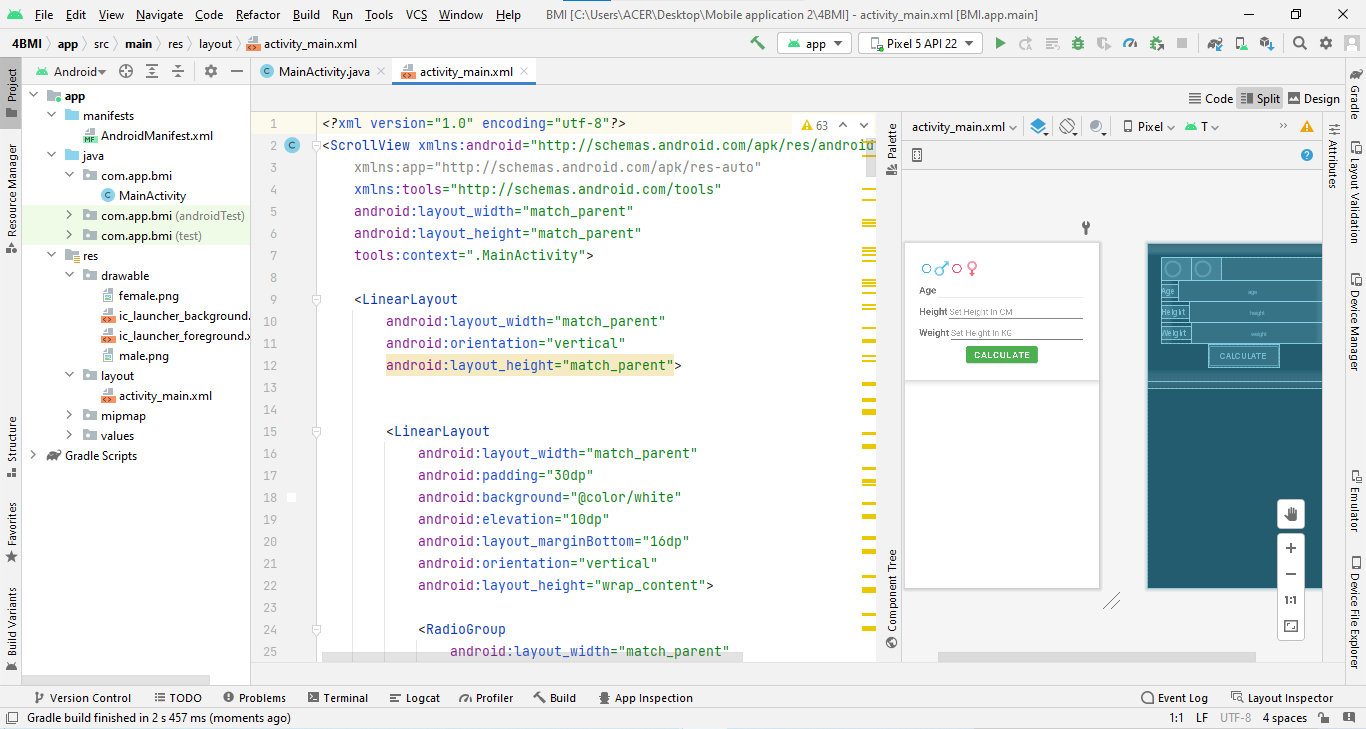 File Edit View Navigate Code Refactor Build Run Tools VCS Window Help BMI [C:\Users\ACER\Desktop\Mobile application 2\4BMI] - activity_main.xml [BMI.app.main]
4BMI app src main res layout activity_main.xml app Pixel 5 API 22
Project
Resource Manager
Structure
Favorites
Build Variants
Android
app
manifests
AndroidManifest.xml
java
com.app.bmi
MainActivity
com.app.bmi (androidTest)
com.app.bmi (test)
res
drawable
female.png
ic_launcher_background.
ic_launcher_foreground.x
male.png
layout
activity_main.xml
mipmap
values
Gradle Scripts
MainActivity.java activity_main.xml
Code Split Design
63
1 <?xml version="1.0" encoding="utf-8"?>
2 <ScrollView xmlns:android="http://schemas.android.com/apk/res/android
3 xmlns:app="http://schemas.android.com/apk/res-auto"
4 xmlns:tools="http://schemas.android.com/tools"
5 android:layout_width="match_parent"
6 android:layout_height="match_parent"
7 tools:context=".MainActivity">
8
9 <LinearLayout
10 android:layout_width="match_parent"
11 android:orientation="vertical"
12 android:layout_height="match_parent">
13
14
15 <LinearLayout
16 android:layout_width="match_parent"
17 android:padding="30dp"
18 android:background="@color/white"
19 android:elevation="10dp"
20 android:layout_marginBottom="16dp"
21 android:orientation="vertical"
22 android:layout_height="wrap_content">
23
24 <RadioGroup
25 android:layout_width="match_parent"
Palette
Component Tree
activity_main.xml Pixel T
Age
Height Set Height In CM
Weight Set Height In KG
CALCULATE
Age age
Height height
Weight weight
CALCULATE
1:1
Attributes
Gradle
Layout Validation
Device Manager
Emulator
Device File Explorer
Version Control TODO Problems Terminal Logcat Profiler Build App Inspection Event Log Layout Inspector
Gradle build finished in 2 s 457 ms (moments ago) 1:1 LF UTF-8 4 spaces